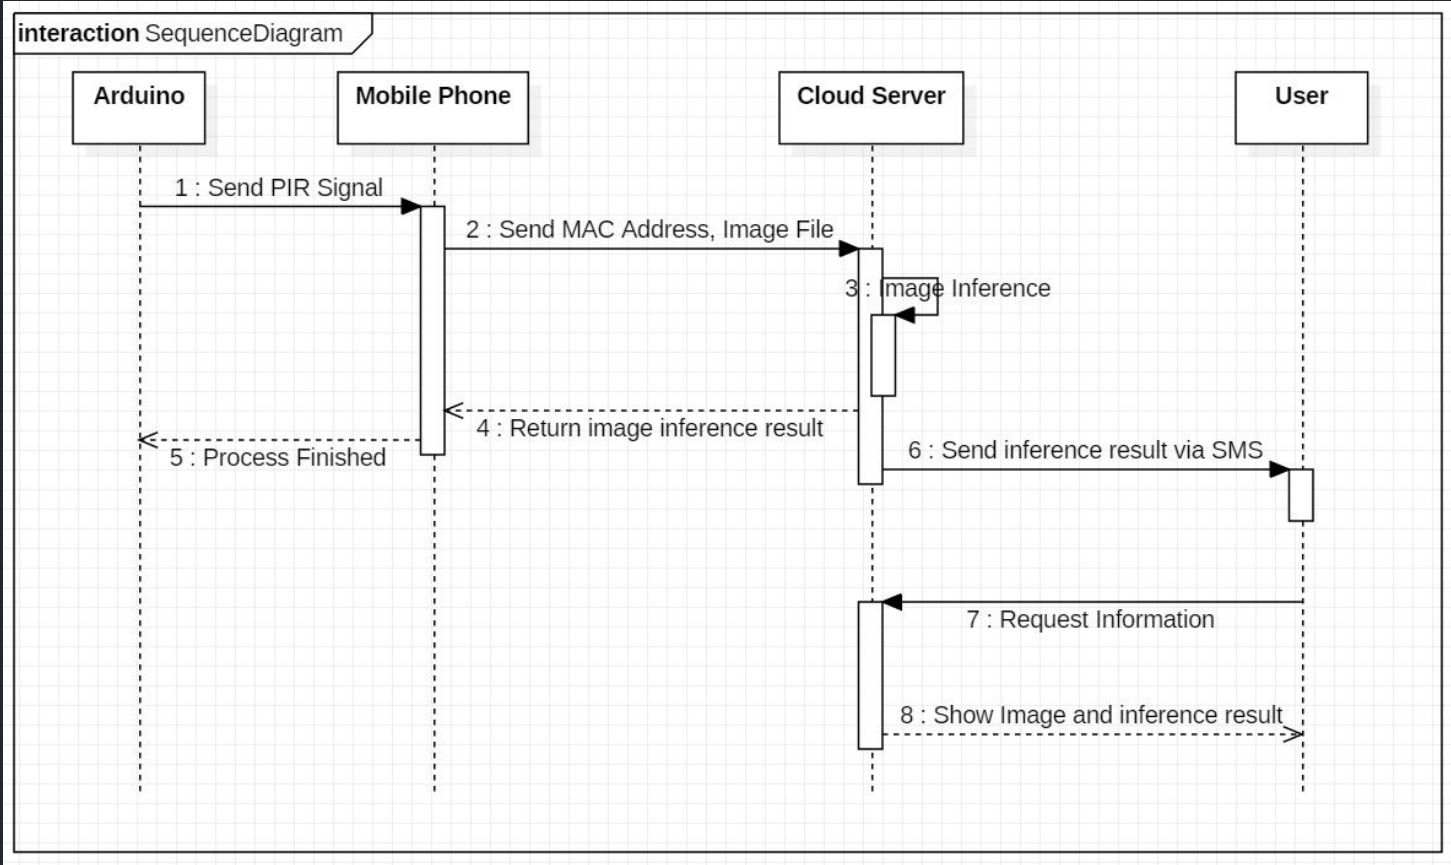 interaction SequenceDiagram
Arduino
Mobile Phone
Cloud Server
User
1 : Send PIR Signal
2 : Send MAC Address, Image File
3 : Image Inference
4 : Return image inference result
5 : Process Finished
6 : Send inference result via SMS
7 : Request Information
8 : Show Image and inference result